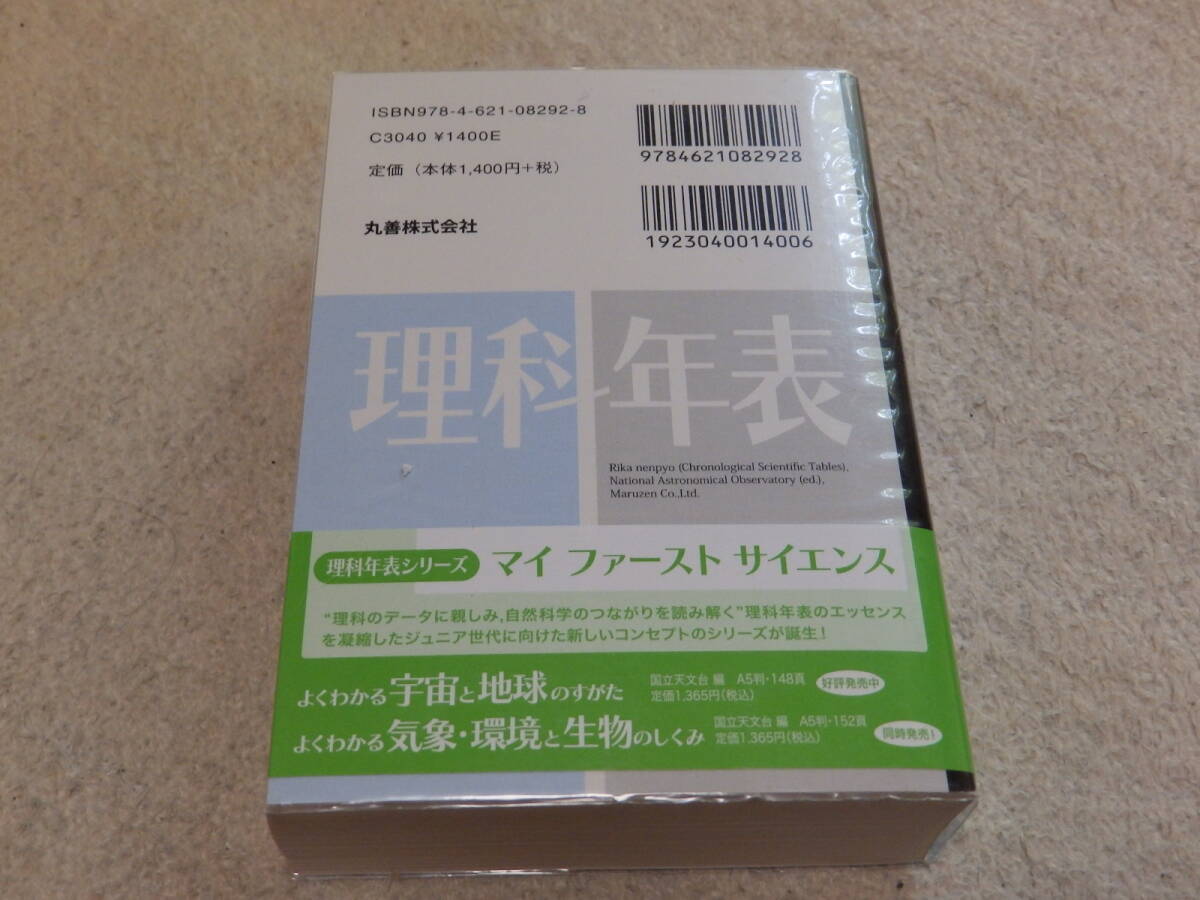 ISBN978-4-621-08292-8
C3040 ¥1400E
定価（本体1,400円+税）
丸善株式会社
9784621082928
1923040014006
理科年表
Rika nenpyo (Chronological Scientific Tables),
National Astronomical Observatory (ed.),
Maruzen Co.,Ltd.
理科年表シリーズ マイ ファースト サイエンス
“理科のデータに親しみ,自然科学のつながりを読み解く”理科年表のエッセンス
を凝縮したジュニア世代に向けた新しいコンセプトのシリーズが誕生！
よくわかる宇宙と地球のすがた 国立天文台 編 A5判・148頁 好評発売中
定価1,365円(税込)
よくわかる気象・環境と生物のしくみ 国立天文台 編 A5判・152頁 同時発売！
定価1,365円(税込)